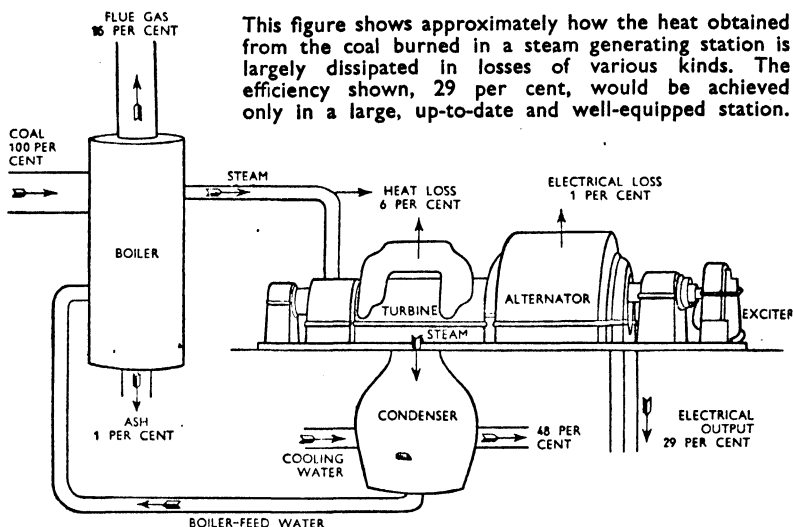 FLUE GAS
16 PER CENT
This figure shows approximately how the heat obtained
from the coal burned in a steam generating station is
largely dissipated in losses of various kinds. The
efficiency shown, 29 per cent, would be achieved
only in a large, up-to-date and well-equipped station.
COAL
100 PER
CENT
STEAM
HEAT LOSS
6 PER CENT
ELECTRICAL LOSS
1 PER CENT
BOILER
TURBINE
ALTERNATOR
EXCITER
STEAM
ASH
1 PER CENT
CONDENSER
COOLING
WATER
48 PER
CENT
ELECTRICAL
OUTPUT
29 PER CENT
BOILER-FEED WATER